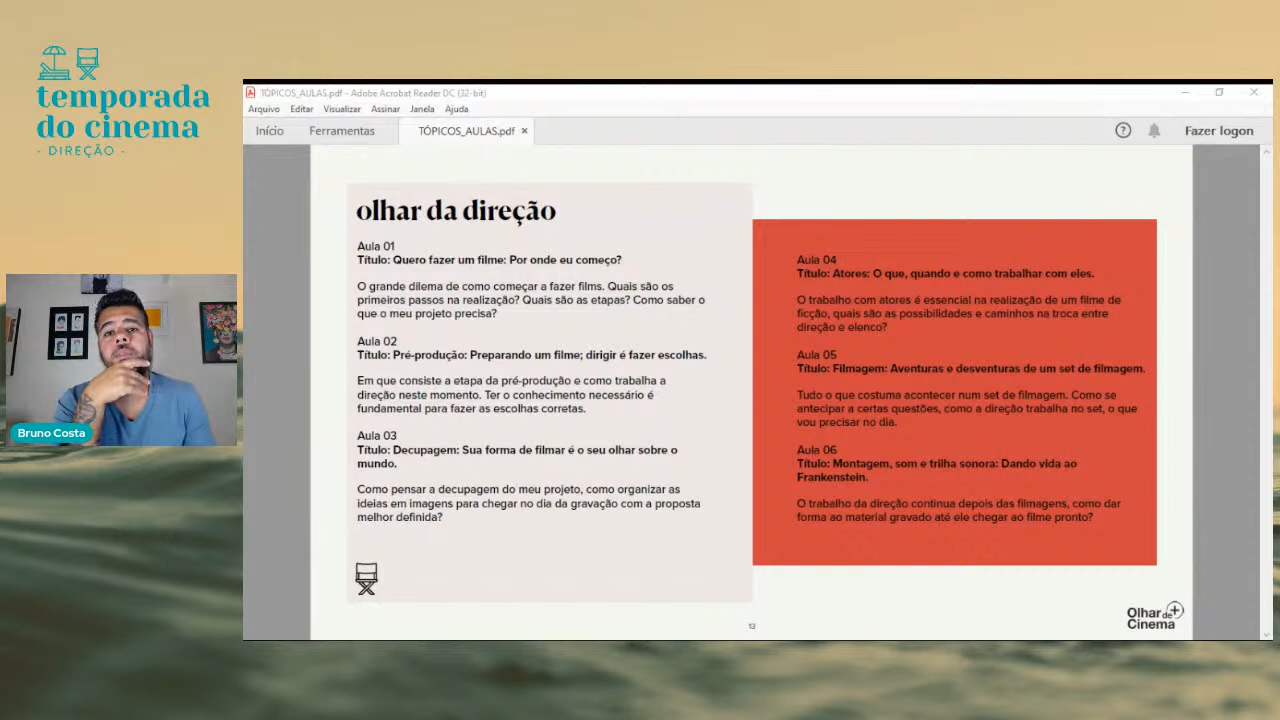 temporada
do cinema
- DIREÇÃO -
TÓPICOS_AULAS.pdf - Adobe Acrobat Reader DC (32-bit)
Arquivo Editar Visualizar Assinar Janela Ajuda
Início Ferramentas TÓPICOS_AULAS.pdf × ? Fazer logon
olhar da direção
Aula 01
Título: Quero fazer um filme: Por onde eu começo?
O grande dilema de como começar a fazer films. Quais são os
primeiros passos na realização? Quais são as etapas? Como saber o
que o meu projeto precisa?
Aula 02
Título: Pré-produção: Preparando um filme; dirigir é fazer escolhas.
Em que consiste a etapa da pré-produção e como trabalha a
direção neste momento. Ter o conhecimento necessário é
fundamental para fazer as escolhas corretas.
Aula 03
Título: Decupagem: Sua forma de filmar é o seu olhar sobre o
mundo.
Como pensar a decupagem do meu projeto, como organizar as
ideias em imagens para chegar no dia da gravação com a proposta
melhor definida?
Aula 04
Título: Atores: O que, quando e como trabalhar com eles.
O trabalho com atores é essencial na realização de um filme de
ficção, quais são as possibilidades e caminhos na troca entre
direção e elenco?
Aula 05
Título: Filmagem: Aventuras e desventuras de um set de filmagem.
Tudo o que costuma acontecer num set de filmagem. Como se
antecipar a certas questões, como a direção trabalha no set, o que
vou precisar no dia.
Aula 06
Título: Montagem, som e trilha sonora: Dando vida ao
Frankenstein.
O trabalho da direção continua depois das filmagens, como dar
forma ao material gravado até ele chegar ao filme pronto?
13
Olhar de
Cinema +
Bruno Costa